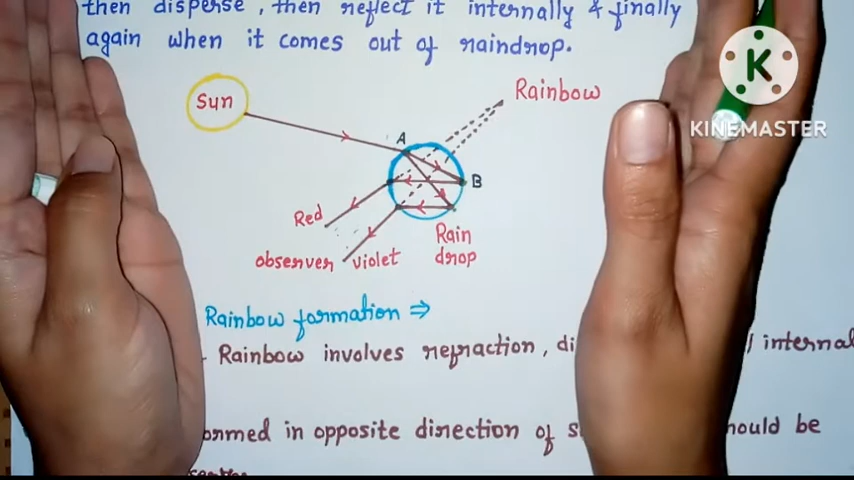 then disperse, then reflect it internally & finally
again when it comes out of raindrop.
Sun
Rainbow
A
B
Red
Rain
drop
observer violet
Rainbow formation ⇒
Rainbow involves refraction, di internal
ormed in opposite direction of s hould be
K
KINEMASTER